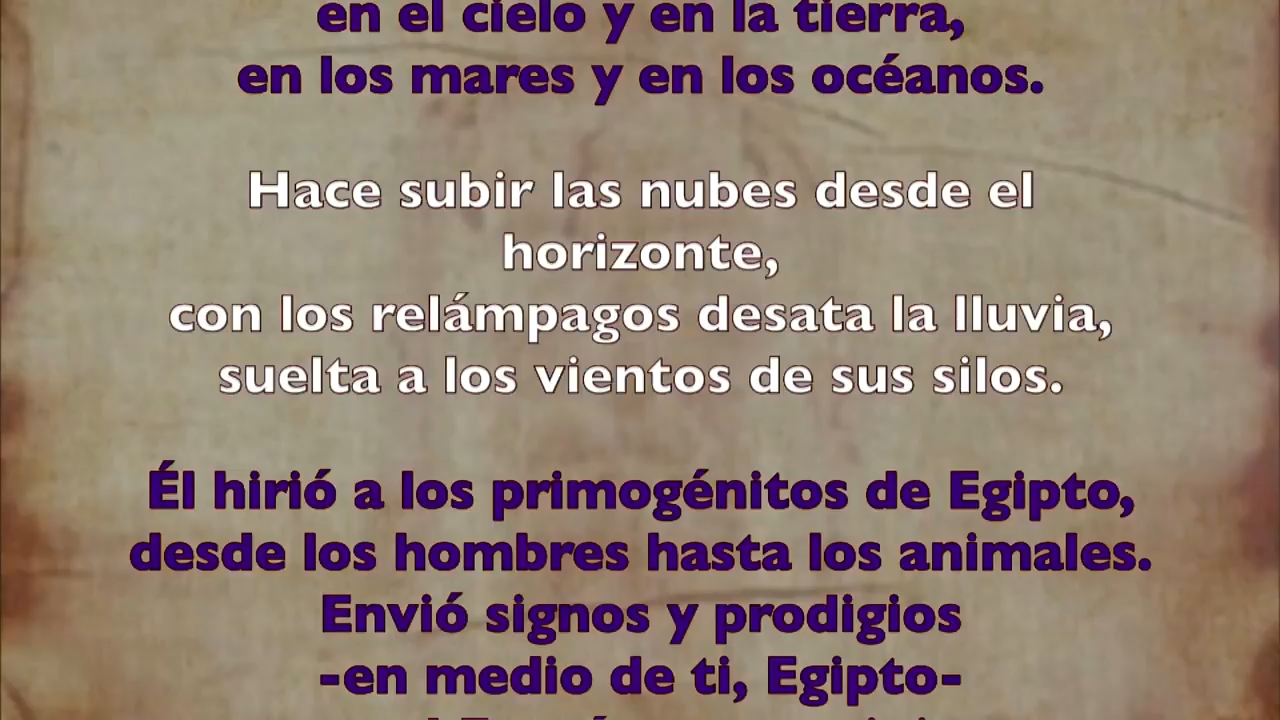 en el cielo y en la tierra,
en los mares y en los océanos.
Hace subir las nubes desde el
horizonte,
con los relámpagos desata la lluvia,
suelta a los vientos de sus silos.
Él hirió a los primogénitos de Egipto,
desde los hombres hasta los animales.
Envió signos y prodigios
-en medio de ti, Egipto-